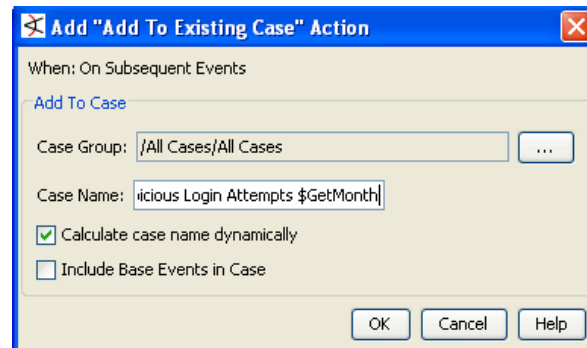 Add "Add To Existing Case" Action
When: On Subsequent Events
Add To Case
Case Group: /All Cases/All Cases ...
Case Name: icious Login Attempts $GetMonth
Calculate case name dynamically
Include Base Events in Case
OK Cancel Help